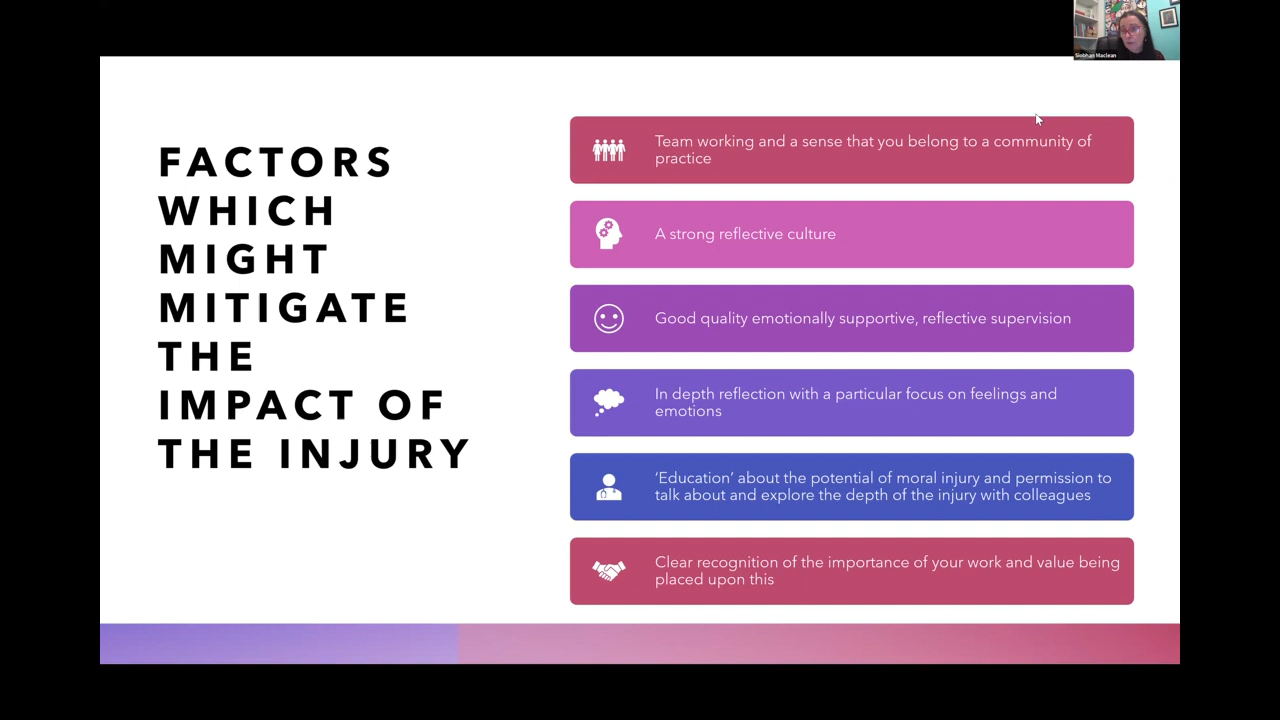 Siobhan Maclean
FACTORS
WHICH
MIGHT
MITIGATE
THE
IMPACT OF
THE INJURY
Team working and a sense that you belong to a community of
practice
A strong reflective culture
Good quality emotionally supportive, reflective supervision
In depth reflection with a particular focus on feelings and
emotions
‘Education’ about the potential of moral injury and permission to
talk about and explore the depth of the injury with colleagues
Clear recognition of the importance of your work and value being
placed upon this